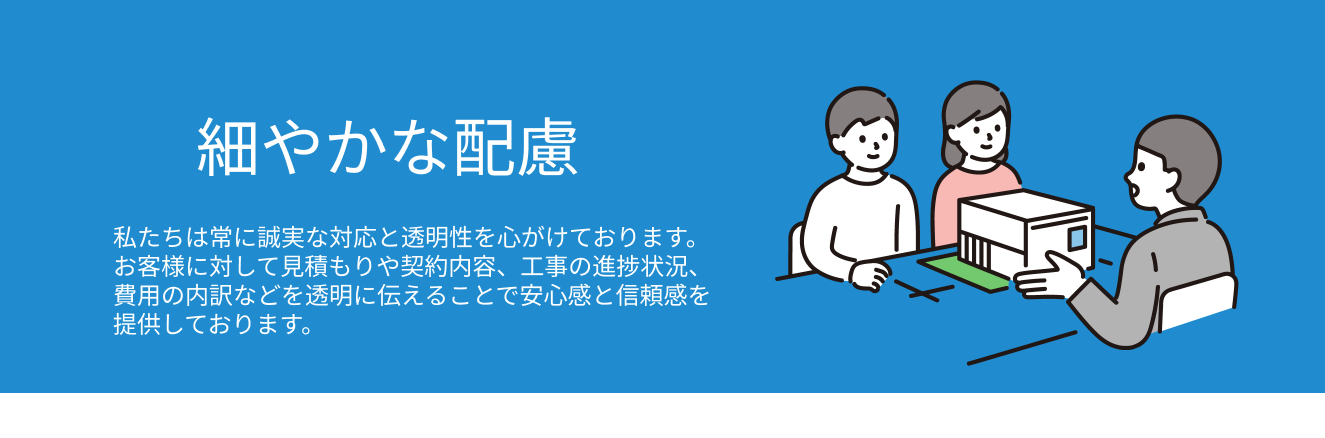 細やかな配慮
私たちは常に誠実な対応と透明性を心がけております。
お客様に対して見積もりや契約内容、工事の進捗状況、
費用の内訳などを透明に伝えることで安心感と信頼感を
提供しております。